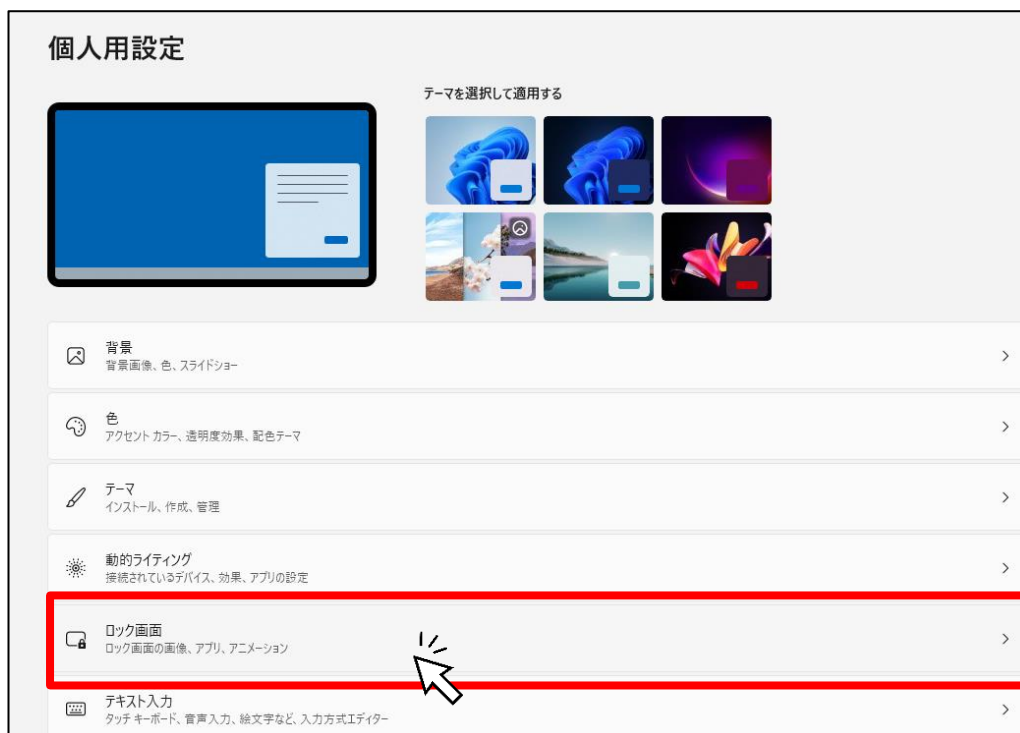 個人用設定
テーマを選択して適用する
背景
背景画像、色、スライドショー
色
アクセント カラー、透明度効果、配色テーマ
テーマ
インストール、作成、管理
動的ライティング
接続されているデバイス、効果、アプリの設定
ロック画面
ロック画面の画像、アプリ、アニメーション
テキスト入力
タッチ キーボード、音声入力、絵文字など、入力方式エディター